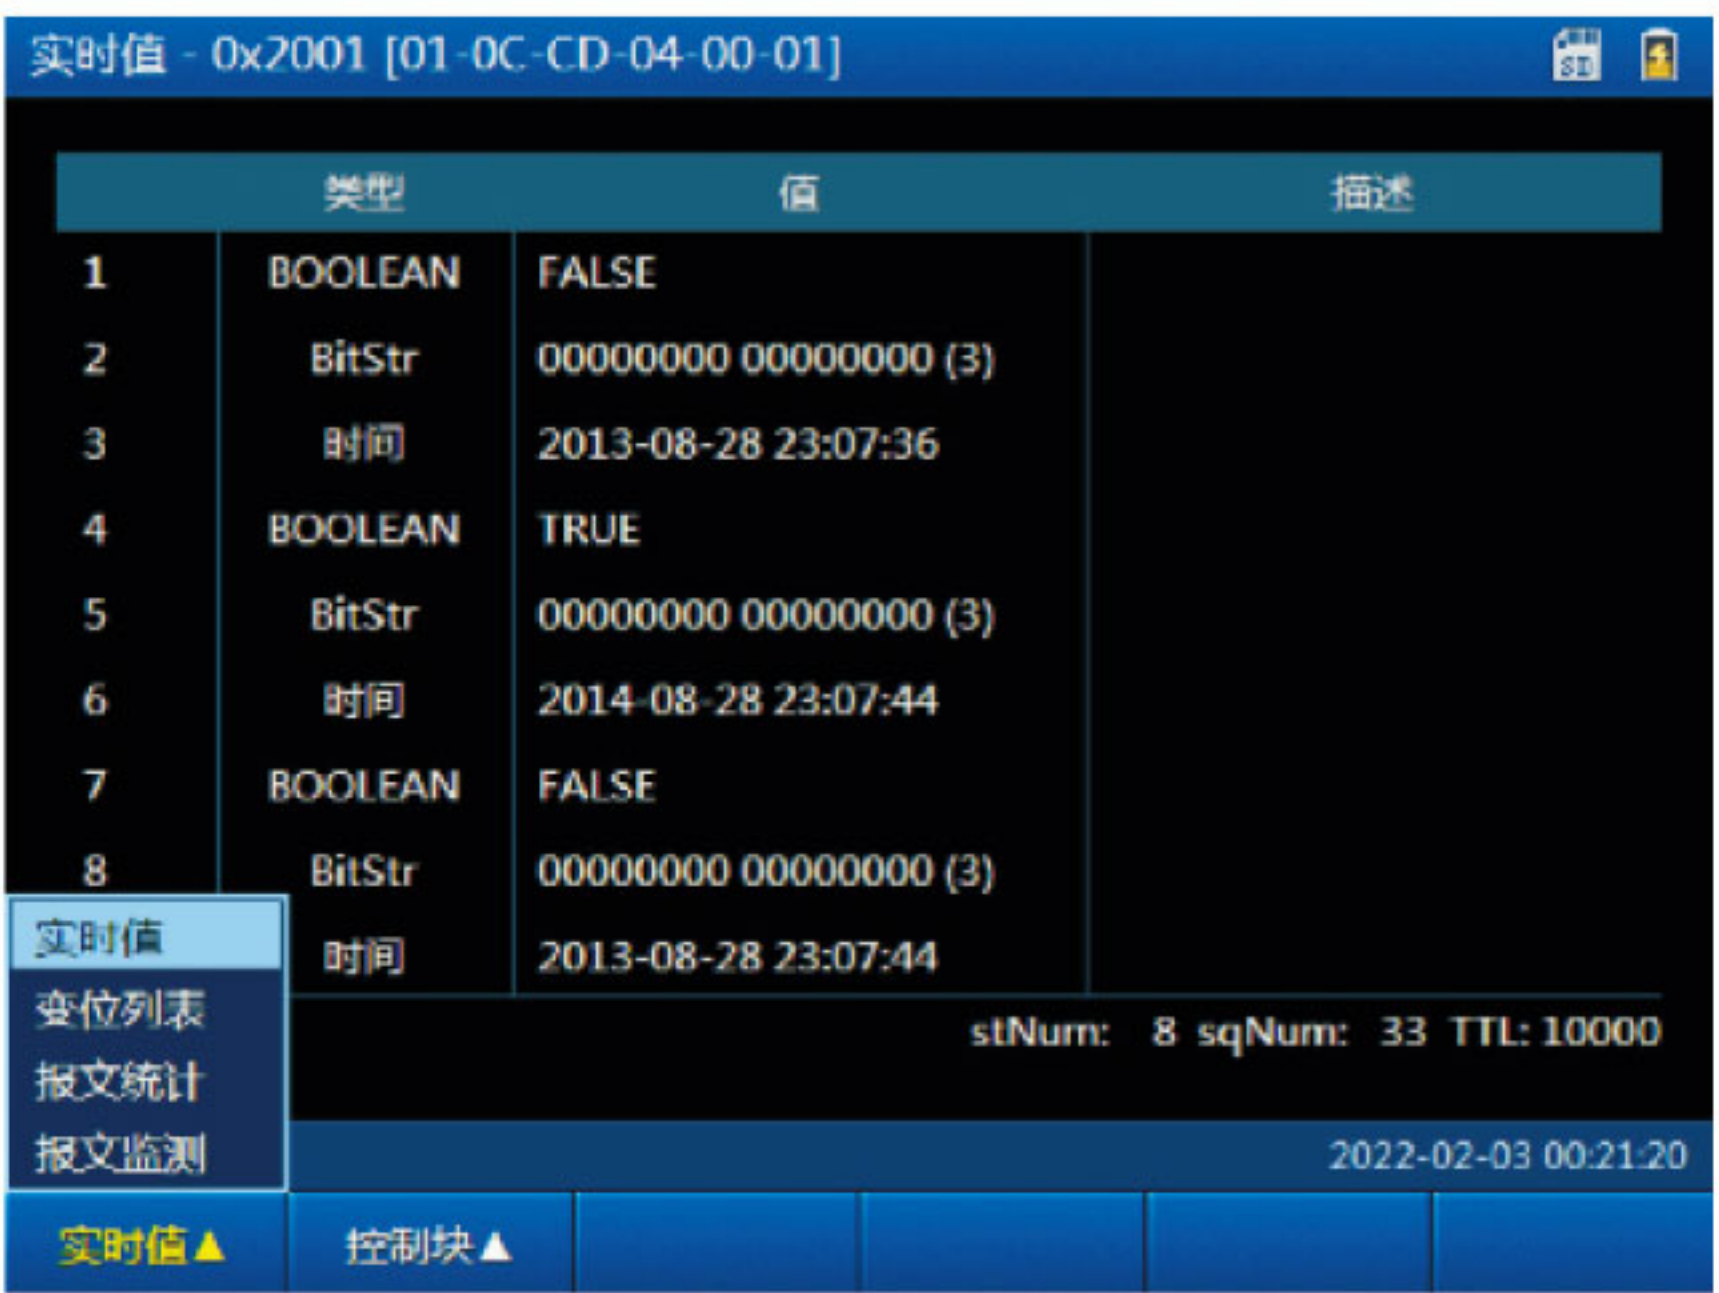 实时值 - 0x2001 [01-0C-CD-04-00-01]
SD
类型 值 描述
1 BOOLEAN FALSE
2 BitStr 00000000 00000000 (3)
3 时间 2013-08-28 23:07:36
4 BOOLEAN TRUE
5 BitStr 00000000 00000000 (3)
6 时间 2014-08-28 23:07:44
7 BOOLEAN FALSE
8 BitStr 00000000 00000000 (3)
时间 2013-08-28 23:07:44
实时值
变位列表
报文统计
报文监测
stNum: 8 sqNum: 33 TTL: 10000
2022-02-03 00:21:20
实时值▲ 控制块▲